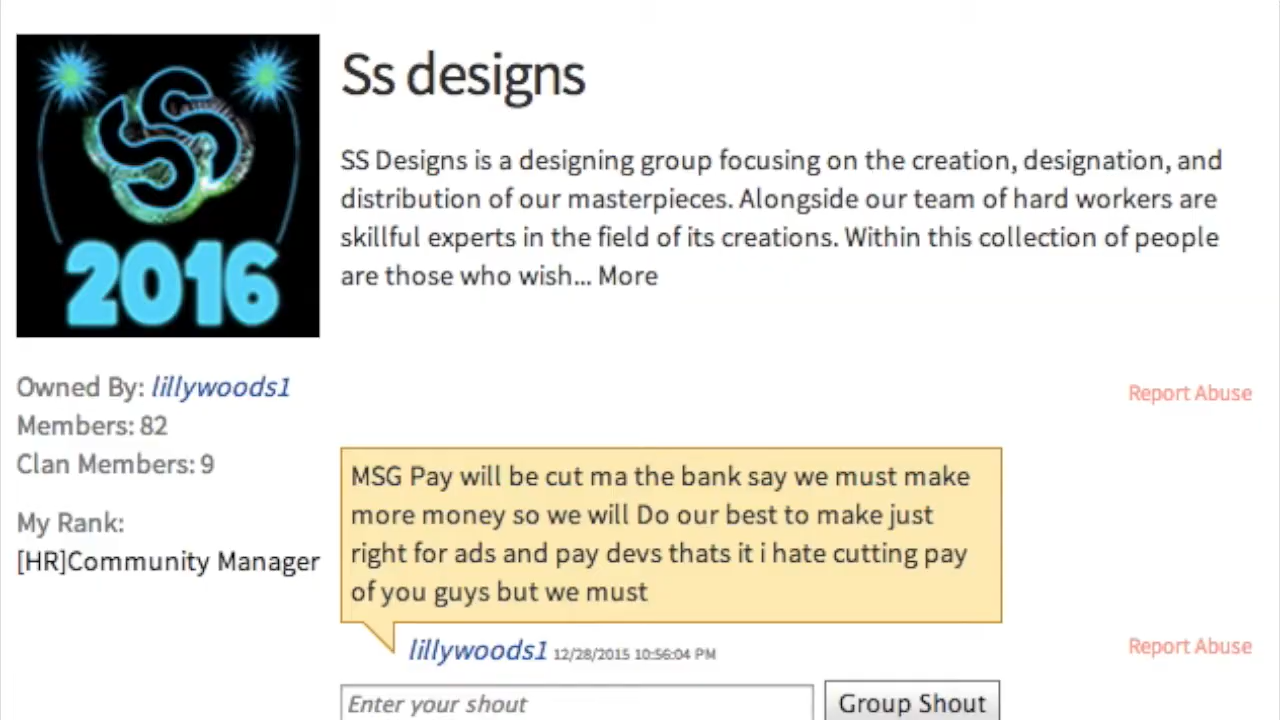 SS
2016
Ss designs
SS Designs is a designing group focusing on the creation, designation, and
distribution of our masterpieces. Alongside our team of hard workers are
skillful experts in the field of its creations. Within this collection of people
are those who wish... More
Owned By: lillywoods1
Members: 82
Clan Members: 9
My Rank:
[HR]Community Manager
Report Abuse
MSG Pay will be cut ma the bank say we must make
more money so we will Do our best to make just
right for ads and pay devs thats it i hate cutting pay
of you guys but we must
lillywoods1 12/28/2015 10:56:04 PM
Report Abuse
Enter your shout
Group Shout